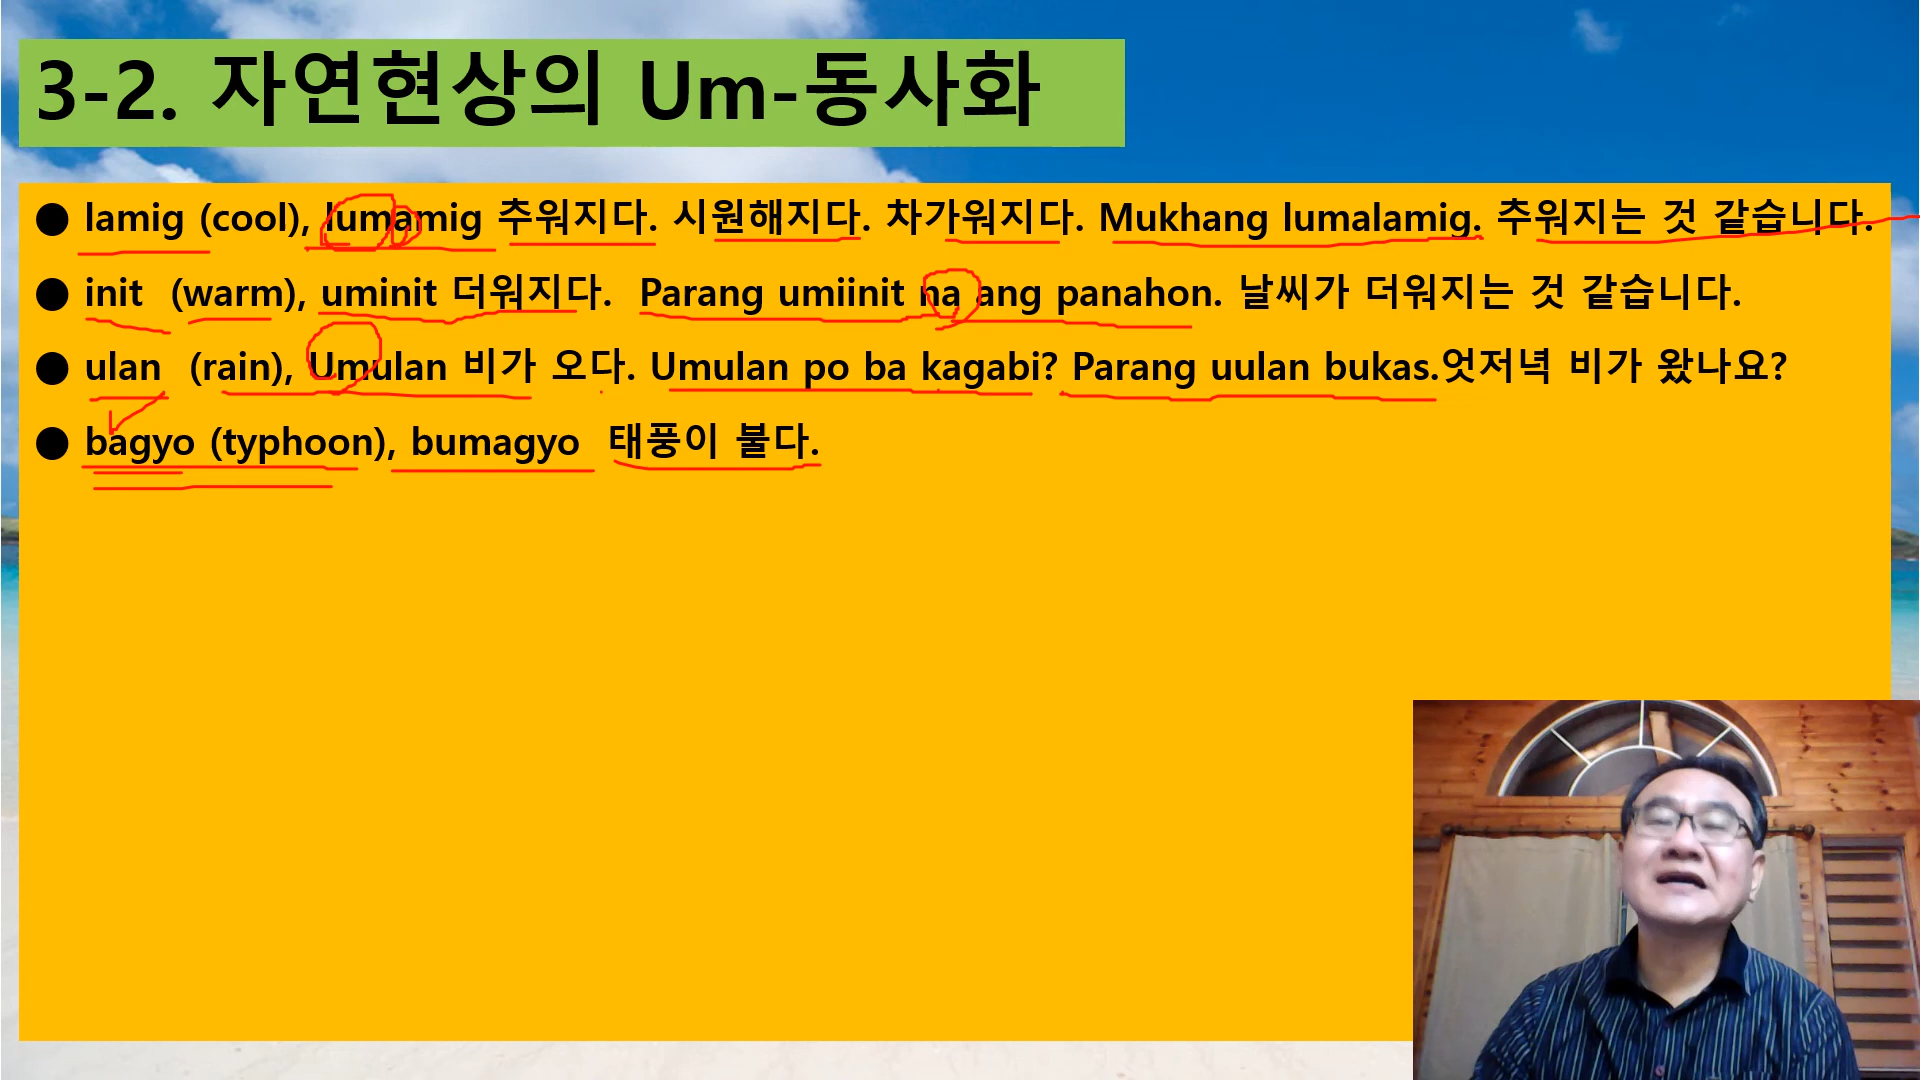 3-2. 자연현상의 Um-동사화
● lamig (cool), lumamig 추워지다. 시원해지다. 차가워지다. Mukhang lumalamig. 추워지는 것 같습니다.
● init (warm), uminit 더워지다. Parang umiinit na ang panahon. 날씨가 더워지는 것 같습니다.
● ulan (rain), Umulan 비가 오다. Umulan po ba kagabi? Parang uulan bukas.엇저녁 비가 왔나요?
● bagyo (typhoon), bumagyo 태풍이 불다.